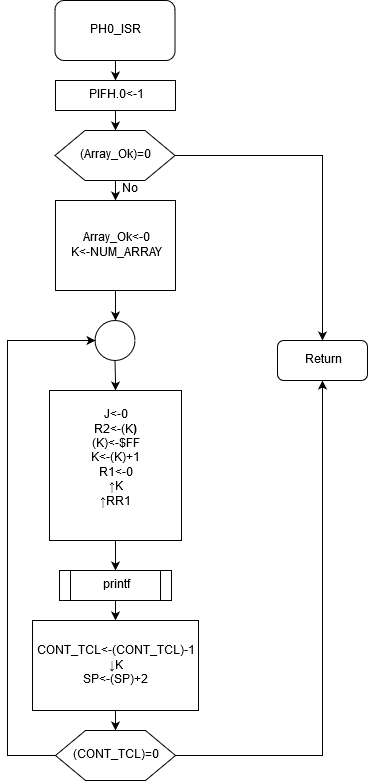 PH0_ISR
PIFH.0<-1
(Array_Ok)=0
No
Array_Ok<-0
K<-NUM_ARRAY
Return
J<-0
R2<-(K)
(K)<-$FF
K<-(K)+1
R1<-0
↑K
↑RR1
printf
CONT_TCL<-(CONT_TCL)-1
↓K
SP<-(SP)+2
(CONT_TCL)=0